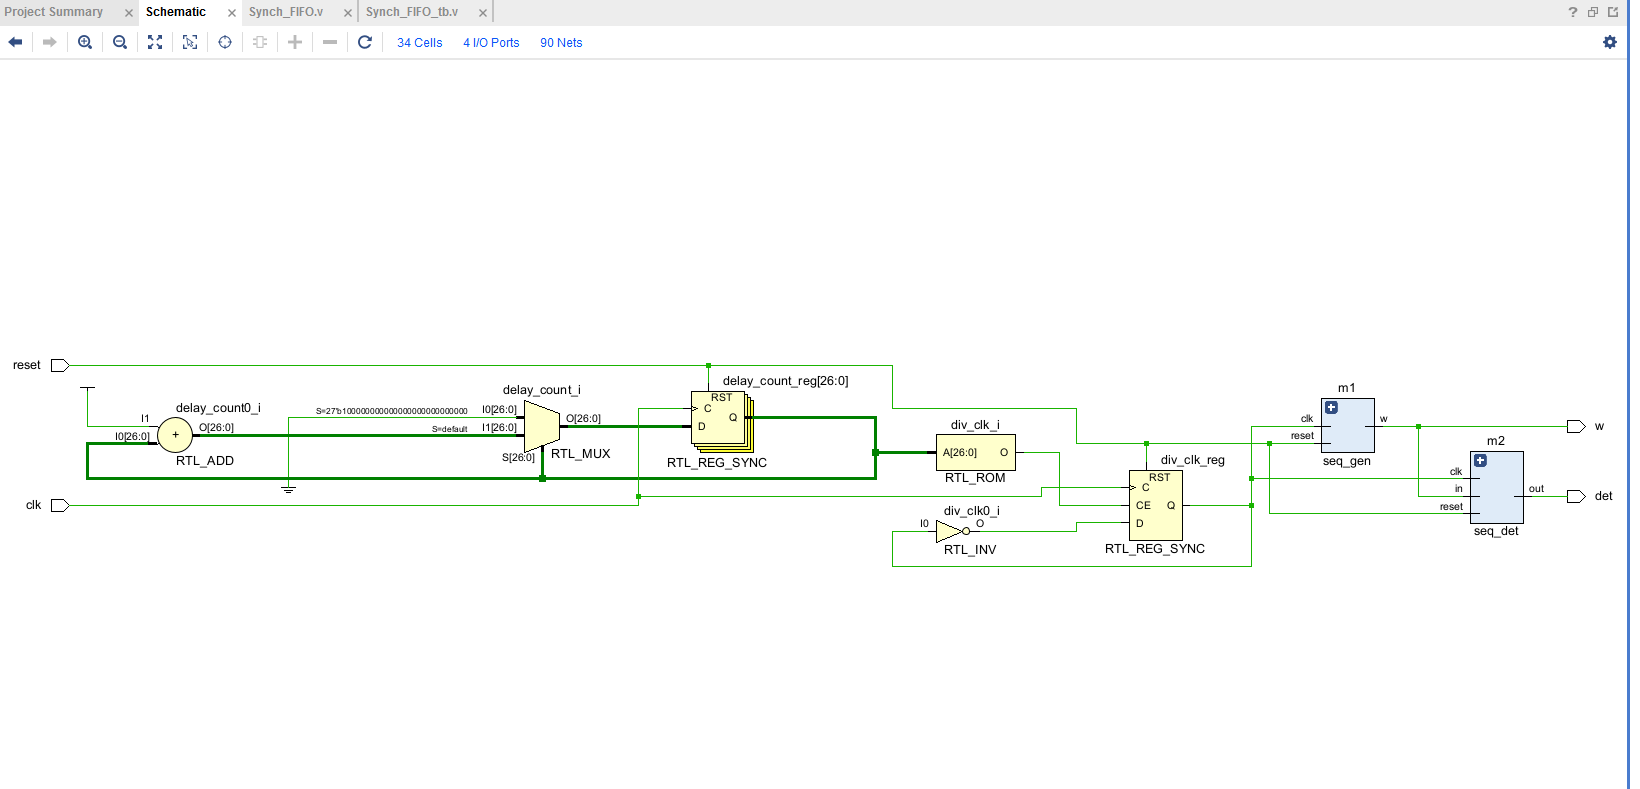 Project Summary × Schematic × Synch_FIFO.v × Synch_FIFO_tb.v × ?
34 Cells 4 I/O Ports 90 Nets
reset
clk
I1
I0[26:0]
delay_count0_i
+
O[26:0]
RTL_ADD
S=default
delay_count_i
I0[26:0]
I1[26:0]
S[26:0]
O[26:0]
RTL_MUX
delay_count_reg[26:0]
RST
C
Q
D
RTL_REG_SYNC
div_clk_i
A[26:0] O
RTL_ROM
div_clk0_i
I0 O
RTL_INV
div_clk_reg
RST
C
CE Q
D
RTL_REG_SYNC
m1
clk
w
reset
seq_gen
m2
clk
in
out
reset
seq_det
w
det